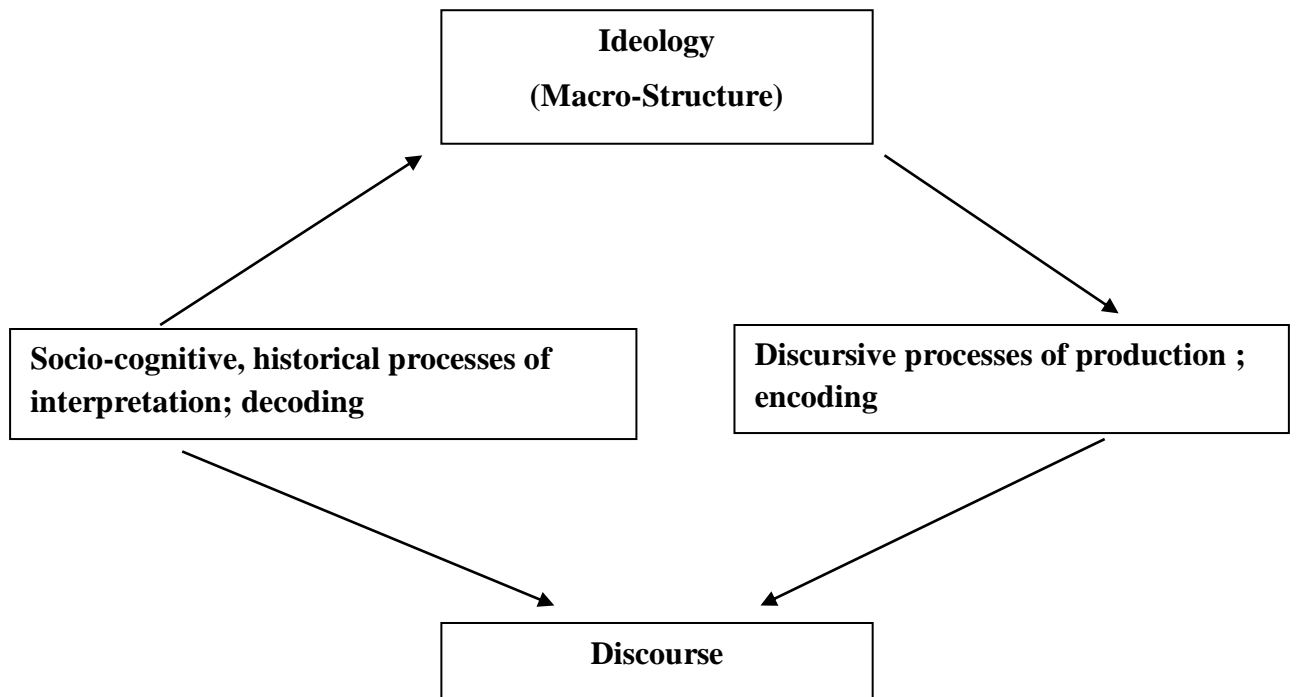 Ideology
(Macro-Structure)
Socio-cognitive, historical processes of
interpretation; decoding
Discursive processes of production ;
encoding
Discourse